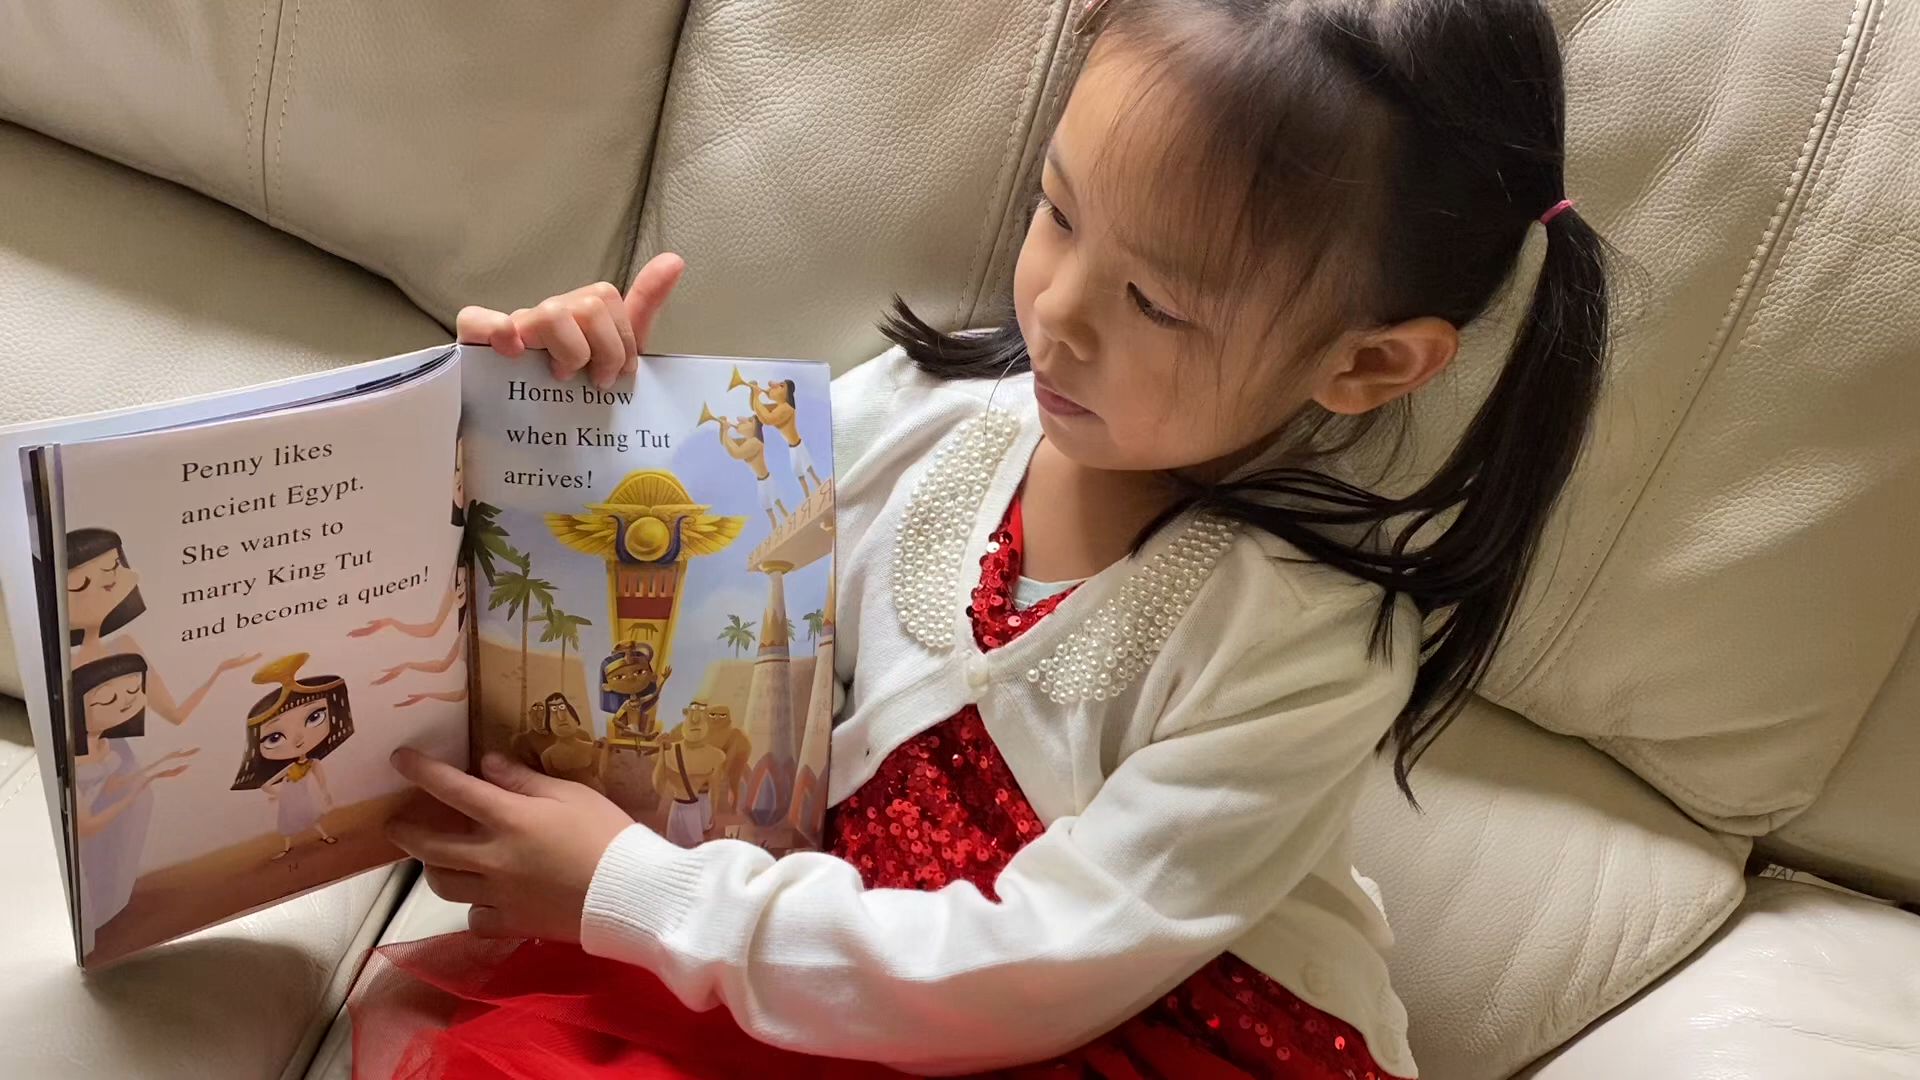 Penny likes
ancient Egypt.
She wants to
marry King Tut
and become a queen!
14
Horns blow
when King Tut
arrives!